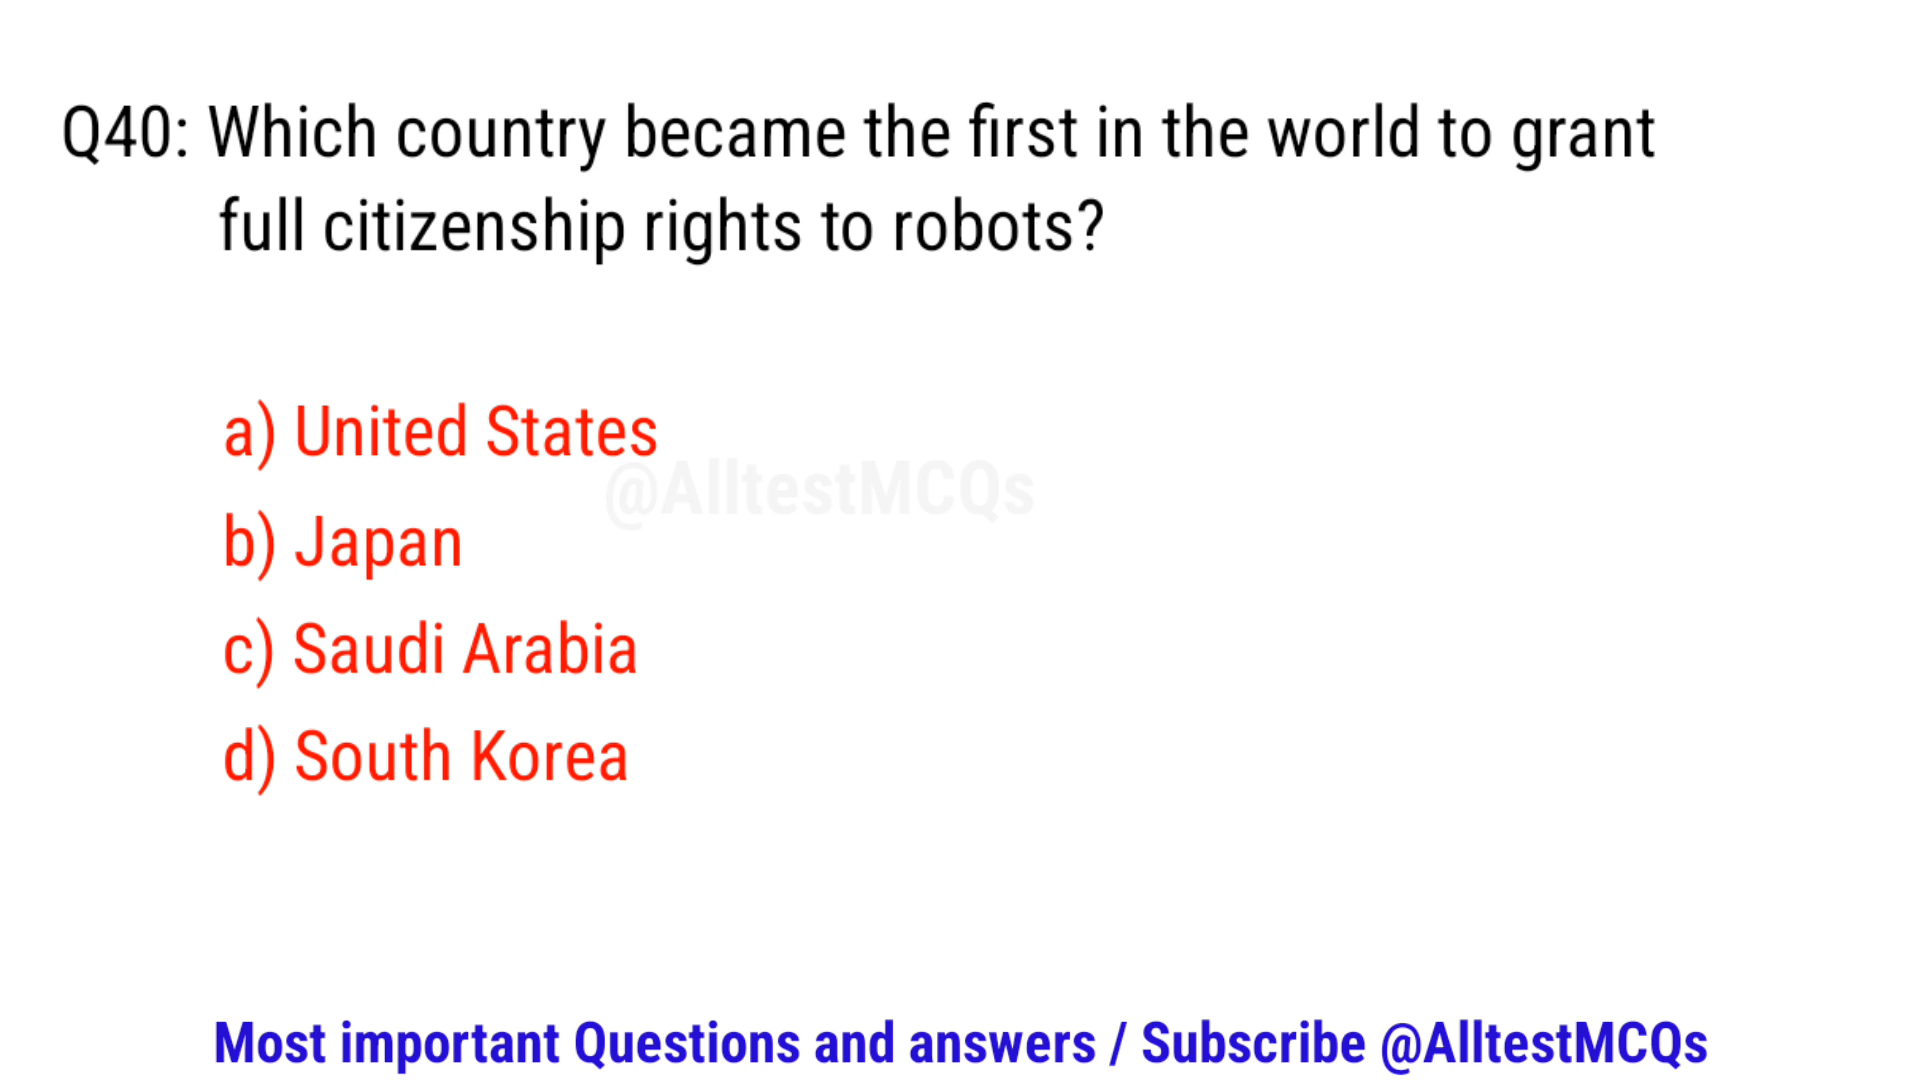 Q40: Which country became the first in the world to grant
full citizenship rights to robots?
a) United States
@AlltestMCQs
b) Japan
c) Saudi Arabia
d) South Korea
Most important Questions and answers / Subscribe @AlltestMCQs